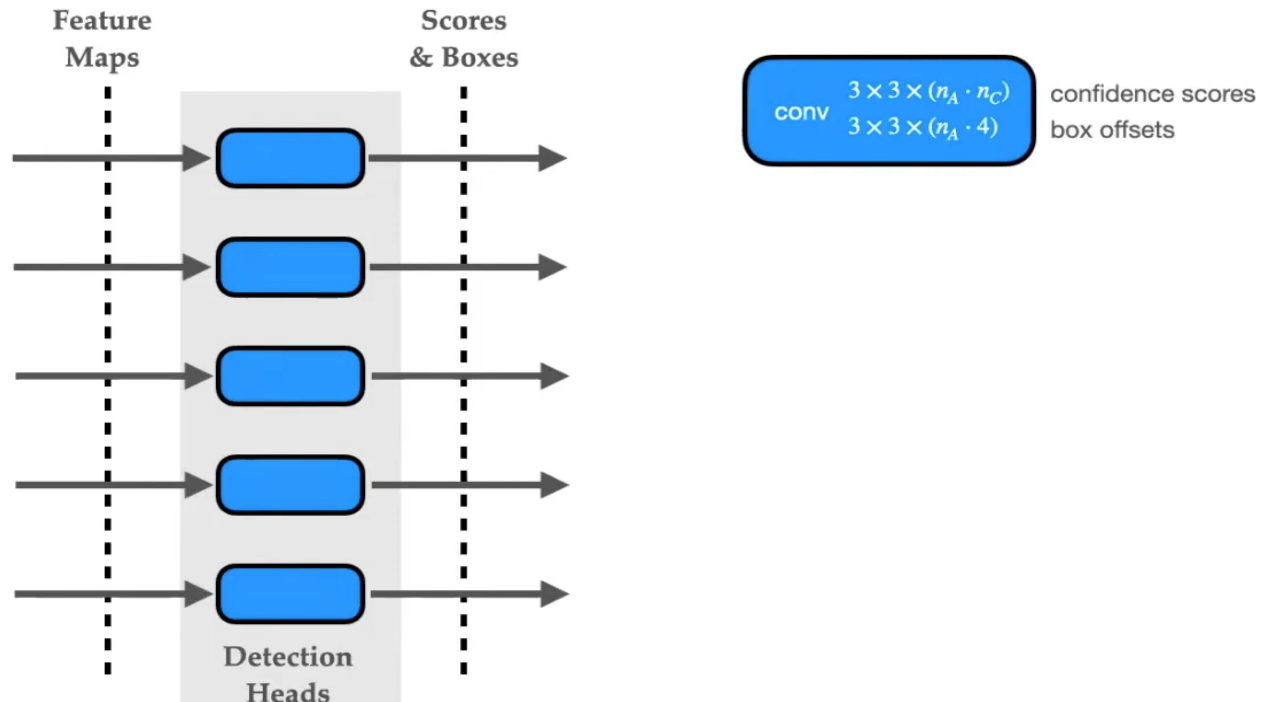 Feature
Maps
Scores
& Boxes
conv
3 × 3 × (n_A · n_C)
3 × 3 × (n_A · 4)
confidence scores
box offsets
Detection
Heads